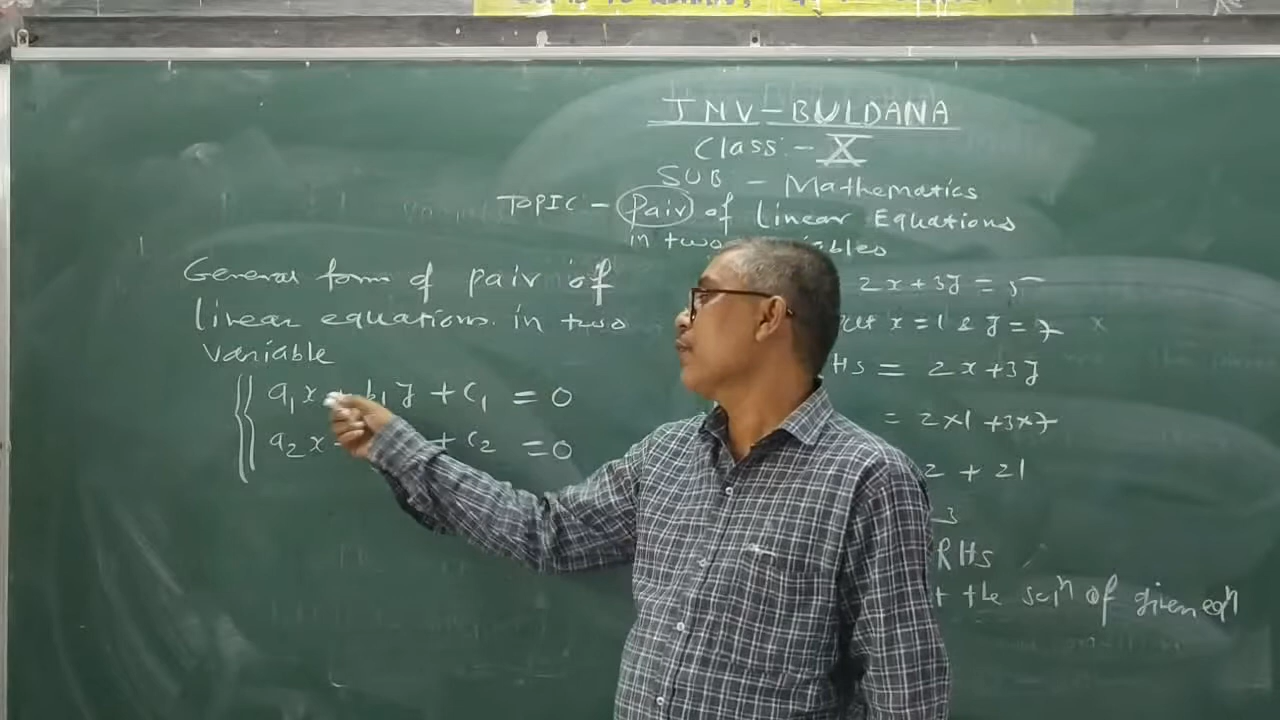 JNV - BULDANA
Class :- X
SUB - Mathematics
TOPIC - Pair of Linear Equations
in two
General form of pair of
linear equations in two
variable
a₁x + b₁y + c₁ = 0
a₂x + c₂ = 0
2x + 3y = 5
x = 1 & y = 7
HS = 2x + 3y
= 2×1 + 3×7
2 + 21
3
RHS
the solⁿ of given eqⁿ